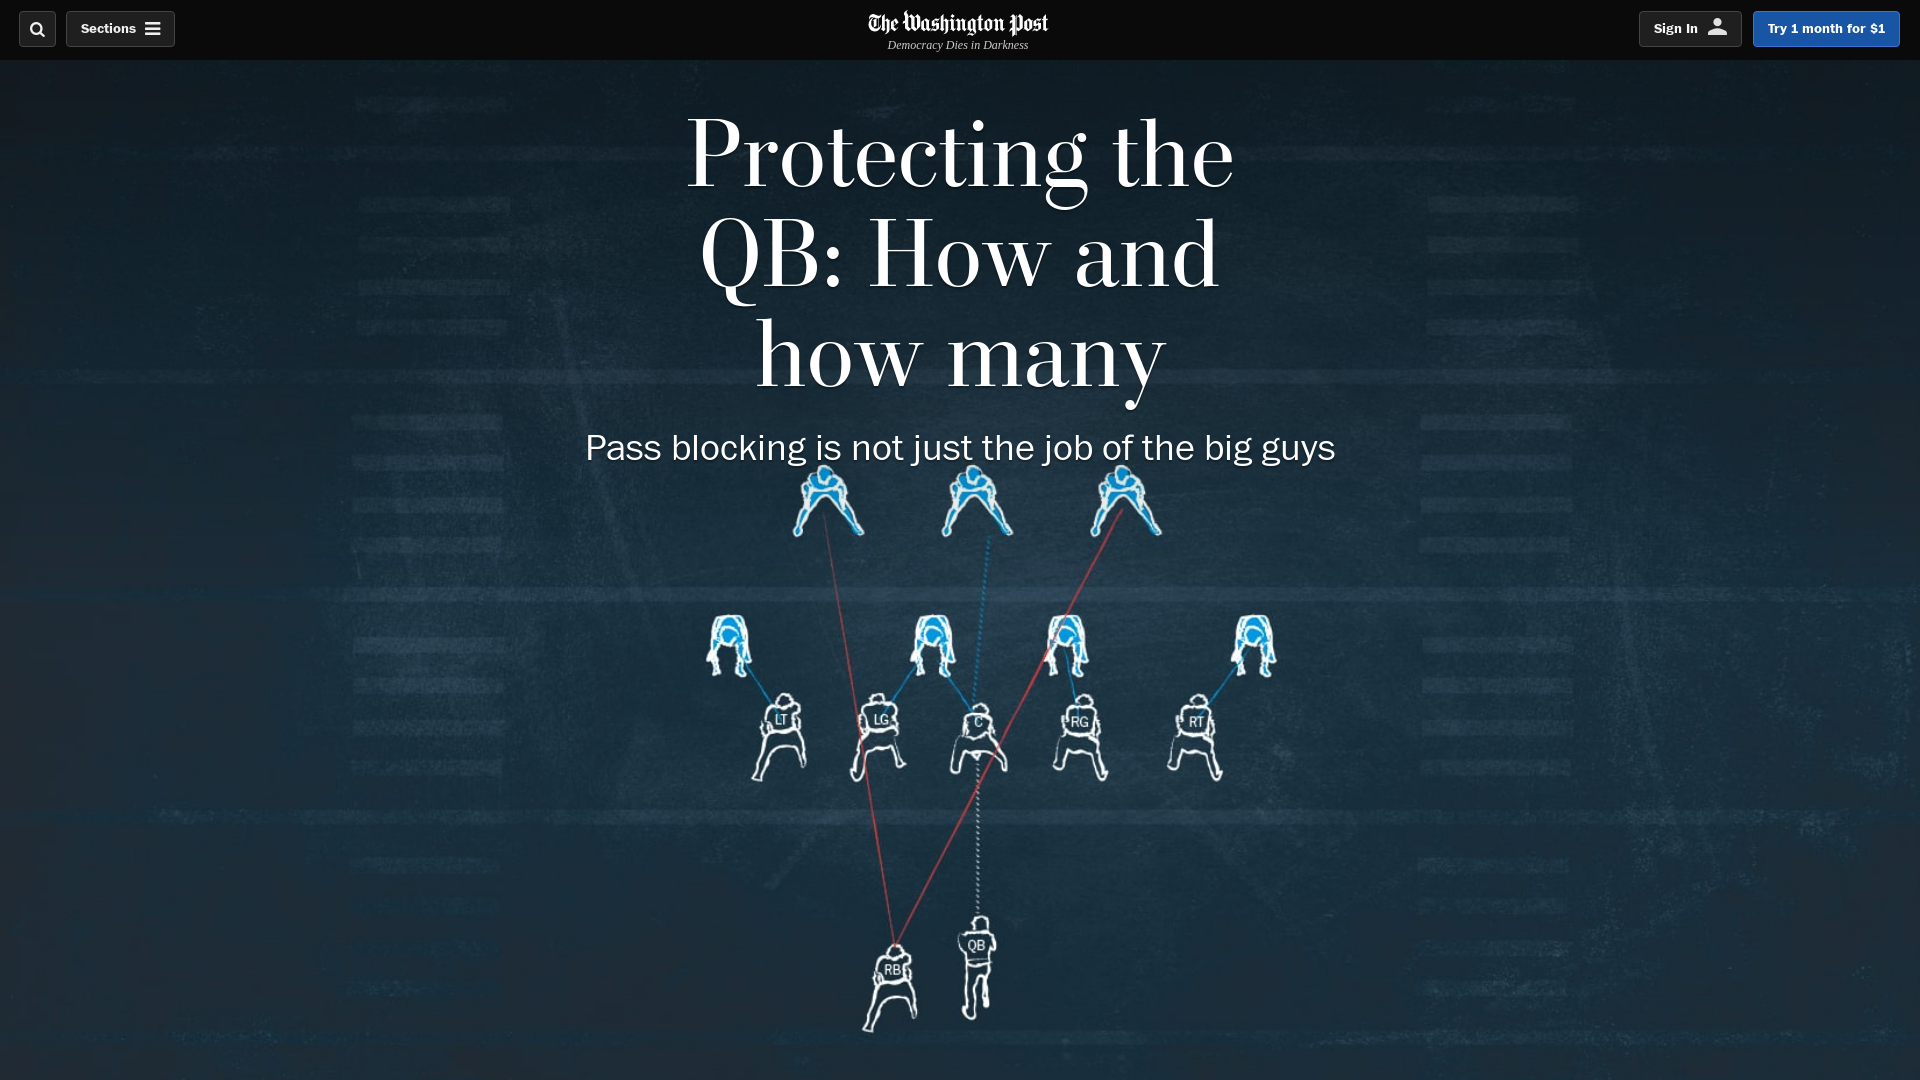 Sections
The Washington Post
Democracy Dies in Darkness
Sign In
Try 1 month for $1
Protecting the
QB: How and
how many
Pass blocking is not just the job of the big guys
LT
LG
C
RG
RT
QB
RB